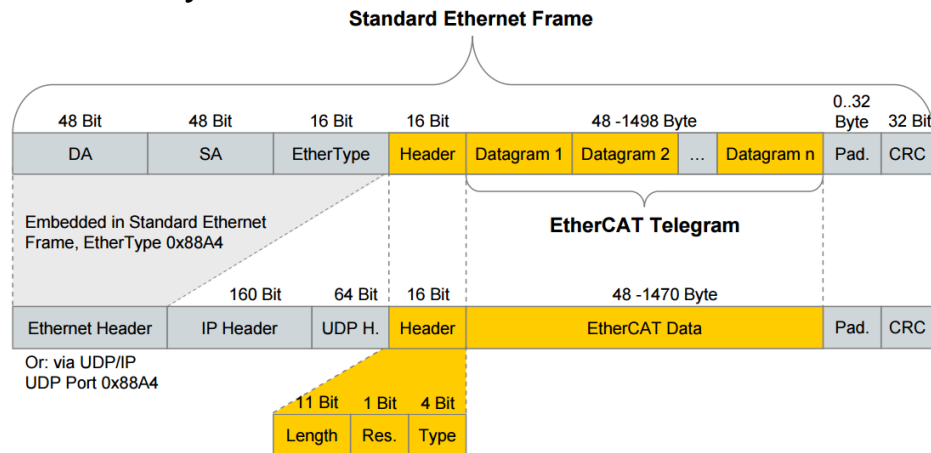 Standard Ethernet Frame
0..32
48 Bit 48 Bit 16 Bit 16 Bit 48 -1498 Byte Byte 32 Bit
DA SA EtherType Header Datagram 1 Datagram 2 ... Datagram n Pad. CRC
Embedded in Standard Ethernet
Frame, EtherType 0x88A4
EtherCAT Telegram
160 Bit 64 Bit 16 Bit 48 -1470 Byte
Ethernet Header IP Header UDP H. Header EtherCAT Data Pad. CRC
Or: via UDP/IP
UDP Port 0x88A4
11 Bit 1 Bit 4 Bit
Length Res. Type